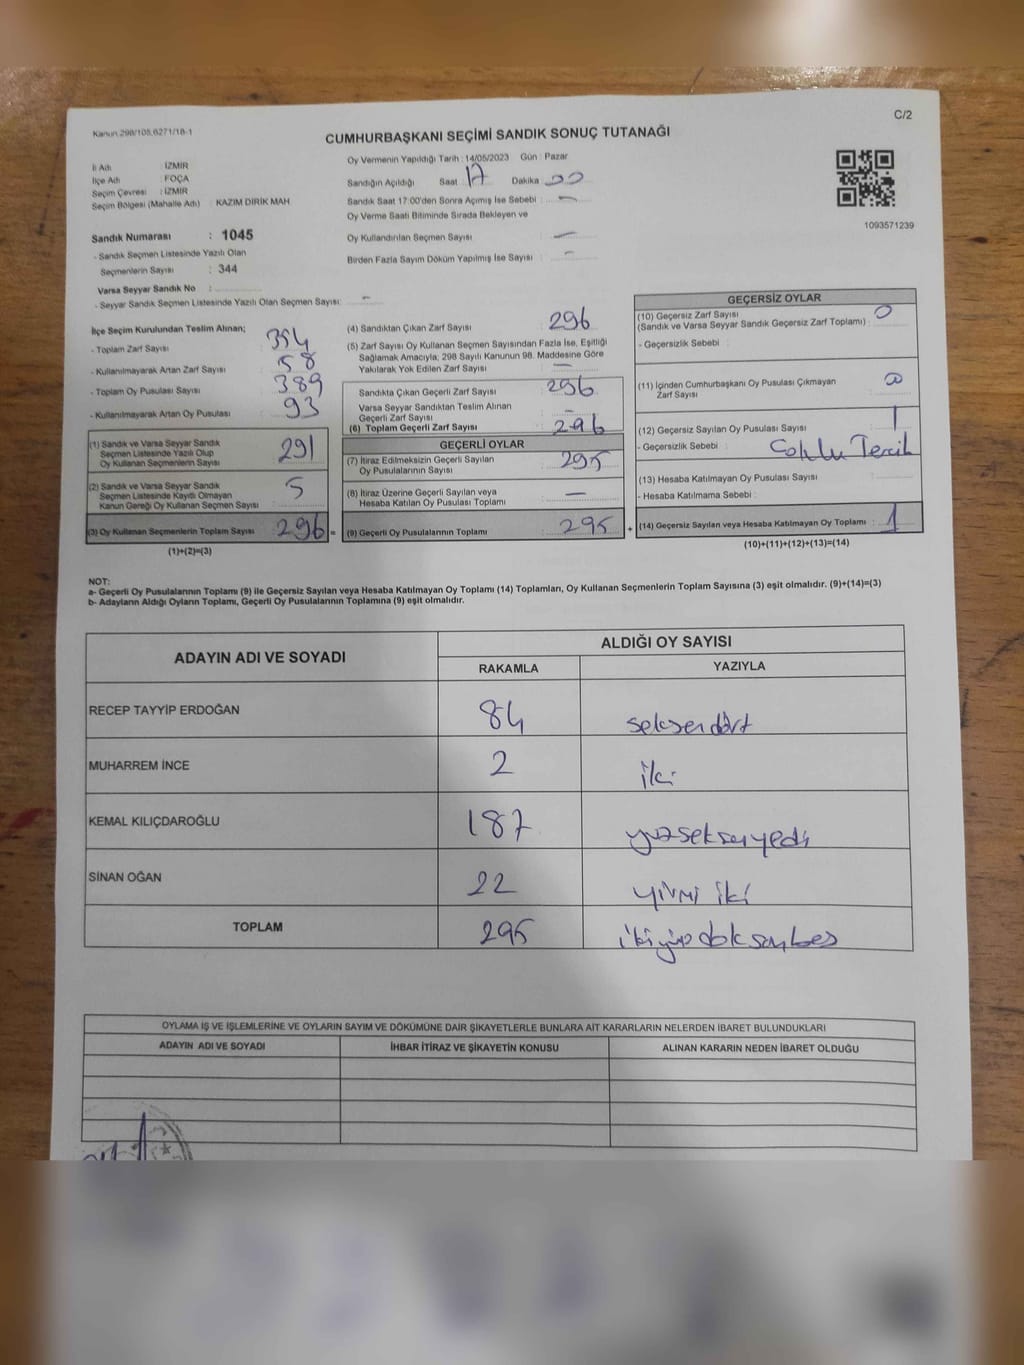 Kanun 298/105,6271/18-1
C/2
CUMHURBAŞKANI SEÇİMİ SANDIK SONUÇ TUTANAĞI
İl Adı : İZMİR
İlçe Adı : FOÇA
Seçim Çevresi : İZMİR
Seçim Bölgesi (Mahalle Adı) : KAZIM DİRİK MAH.
Sandık Numarası : 1045
- Sandık Seçmen Listesinde Yazılı Olan
Seçmenlerin Sayısı : 344
Varsa Seyyar Sandık No :
- Seyyar Sandık Seçmen Listesinde Yazılı Olan Seçmen Sayısı: -
Oy Vermenin Yapıldığı Tarih : 14/05/2023 Gün : Pazar
Sandığın Açıldığı Saat 17 Dakika 00
Sandık Saat 17:00'den Sonra Açımış İse Sebebi : -
Oy Verme Saati Bitiminde Sırada Bekleyen ve
Oy Kullandırılan Seçmen Sayısı : -
Birden Fazla Sayım Döküm Yapılmış İse Sayısı : -
1093571239
İlçe Seçim Kurulundan Teslim Alınan;
- Toplam Zarf Sayısı : 354
- Kullanılmayarak Artan Zarf Sayısı : 58
- Toplam Oy Pusulası Sayısı : 389
- Kullanılmayarak Artan Oy Pusulası : 93
(1) Sandık ve Varsa Seyyar Sandık
Seçmen Listesinde Yazılı Olup
Oy Kullanan Seçmenlerin Sayısı : 291
(2) Sandık ve Varsa Seyyar Sandık
Seçmen Listesinde Kayıtlı Olmayan
Kanun Gereği Oy Kullanan Seçmen Sayısı : 5
(3) Oy Kullanan Seçmenlerin Toplam Sayısı : 296 =
(1)+(2)=(3)
(4) Sandıktan Çıkan Zarf Sayısı : 296
(5) Zarf Sayısı Oy Kullanan Seçmen Sayısından Fazla İse, Eşitliği
Sağlamak Amacıyla; 298 Sayılı Kanunun 98. Maddesine Göre
Yakılarak Yok Edilen Zarf Sayısı : -
Sandıkta Çıkan Geçerli Zarf Sayısı : 296
Varsa Seyyar Sandıktan Teslim Alınan
Geçerli Zarf Sayısı : -
(6) Toplam Geçerli Zarf Sayısı : 296
GEÇERLİ OYLAR
(7) İtiraz Edilmeksizin Geçerli Sayılan
Oy Pusulalarının Sayısı : 295
(8) İtiraz Üzerine Geçerli Sayılan veya
Hesaba Katılan Oy Pusulası Toplamı : -
(9) Geçerli Oy Pusulalarının Toplamı : 295 +
GEÇERSİZ OYLAR
(10) Geçersiz Zarf Sayısı
(Sandık ve Varsa Seyyar Sandık Geçersiz Zarf Toplamı) : 0
- Geçersizlik Sebebi :
(11) İçinden Cumhurbaşkanı Oy Pusulası Çıkmayan
Zarf Sayısı : 0
(12) Geçersiz Sayılan Oy Pusulası Sayısı : 1
- Geçersizlik Sebebi : Çoklu Tercih
(13) Hesaba Katılmayan Oy Pusulası Sayısı :
- Hesaba Katılmama Sebebi :
(14) Geçersiz Sayılan veya Hesaba Katılmayan Oy Toplamı : 1
(10)+(11)+(12)+(13)=(14)
NOT:
a- Geçerli Oy Pusulalarının Toplamı (9) ile Geçersiz Sayılan veya Hesaba Katılmayan Oy Toplamı (14) Toplamları, Oy Kullanan Seçmenlerin Toplam Sayısına (3) eşit olmalıdır. (9)+(14)=(3)
b- Adayların Aldığı Oyların Toplamı, Geçerli Oy Pusulalarının Toplamına (9) eşit olmalıdır.
ADAYIN ADI VE SOYADI
ALDIĞI OY SAYISI
RAKAMLA YAZIYLA
RECEP TAYYİP ERDOĞAN 84 seksendört
MUHARREM İNCE 2 iki
KEMAL KILIÇDAROĞLU 187 yüzseksenyedi
SİNAN OĞAN 22 yirmi iki
TOPLAM 295 ikiyüzdoksanbeş
OYLAMA İŞ VE İŞLEMLERİNE VE OYLARIN SAYIM VE DÖKÜMÜNE DAİR ŞİKAYETLERLE BUNLARA AİT KARARLARIN NELERDEN İBARET BULUNDUKLARI
ADAYIN ADI VE SOYADI İHBAR İTİRAZ VE ŞİKAYETİN KONUSU ALINAN KARARIN NEDEN İBARET OLDUĞU